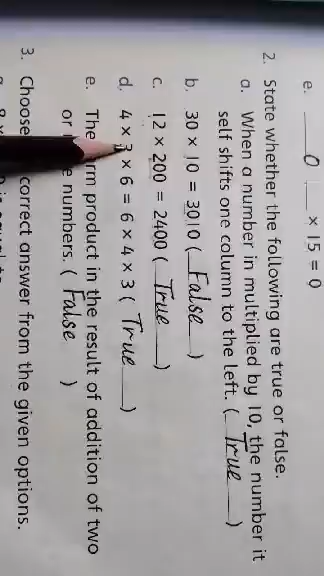 e. 0 × 15 = 0
2. State whether the following are true or false.
a. When a number in multiplied by 10, the number it
self shifts one column to the left. ( True )
b. 30 × 10 = 3010 ( False )
c. 12 × 200 = 2400 ( True )
d. 4 × 3 × 6 = 6 × 4 × 3 ( True )
e. The product in the result of addition of two
or numbers. ( False )
3. Choose correct answer from the given options.